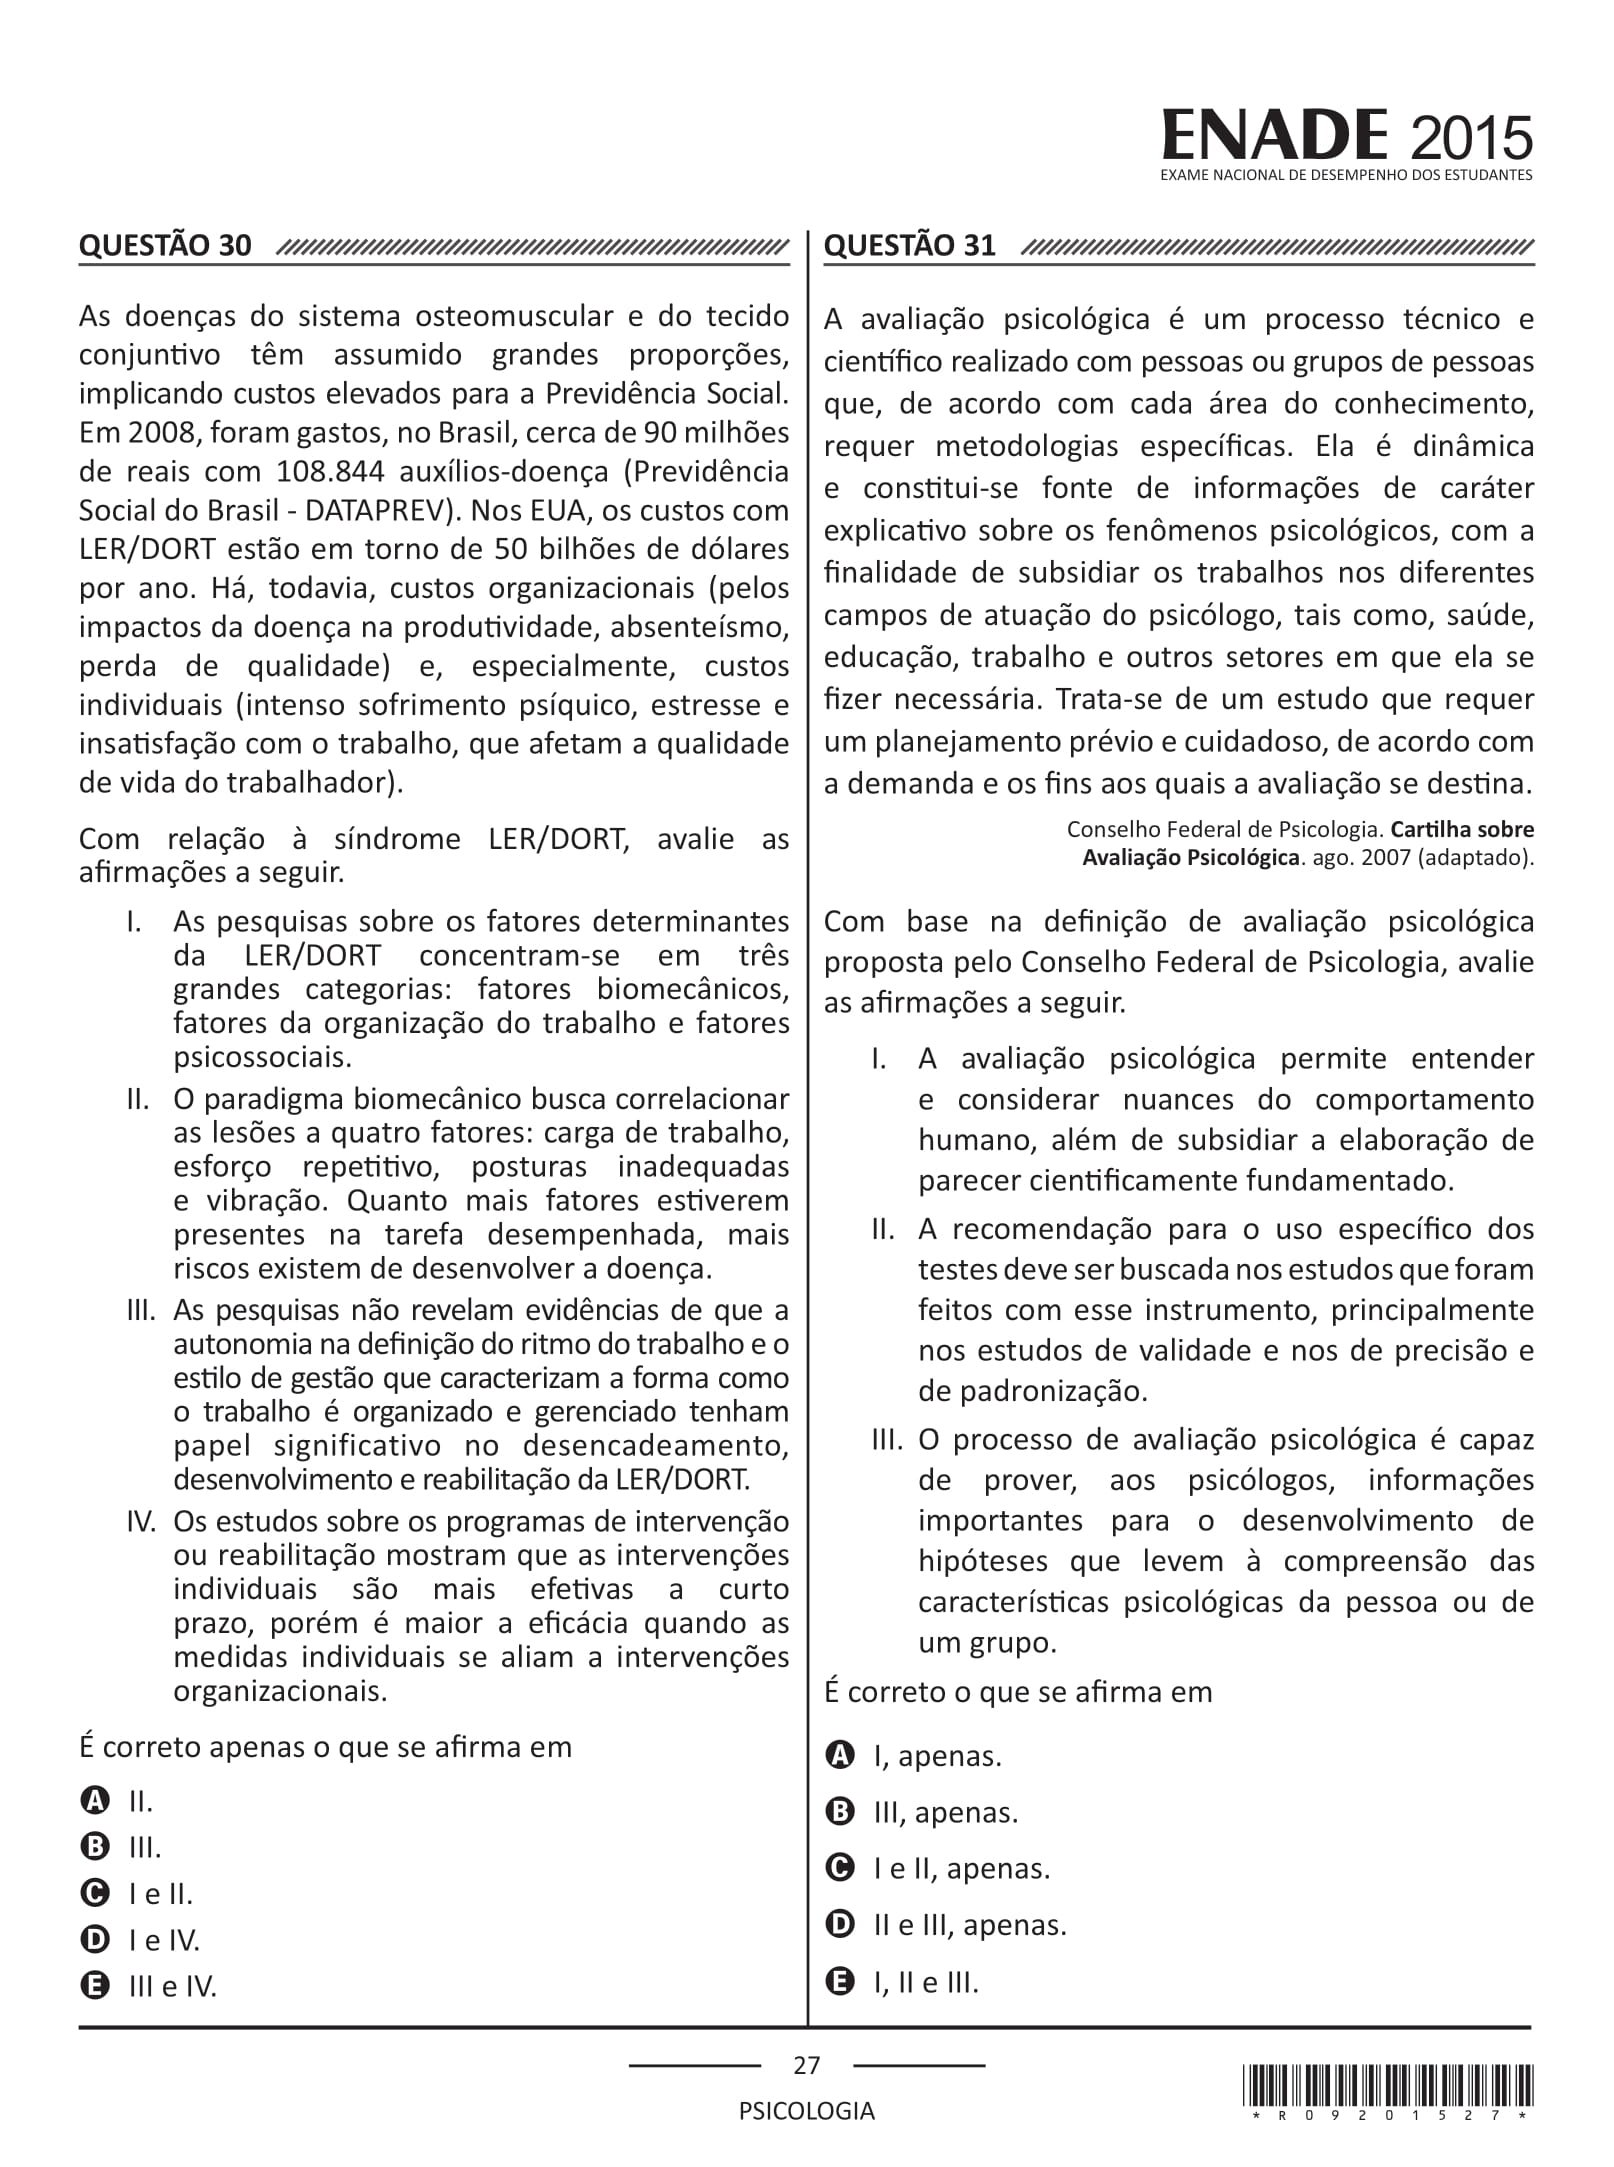 ENADE 2015
EXAME NACIONAL DE DESEMPENHO DOS ESTUDANTES
QUESTÃO 30
As doenças do sistema osteomuscular e do tecido
conjuntivo têm assumido grandes proporções,
implicando custos elevados para a Previdência Social.
Em 2008, foram gastos, no Brasil, cerca de 90 milhões
de reais com 108.844 auxílios-doença (Previdência
Social do Brasil - DATAPREV). Nos EUA, os custos com
LER/DORT estão em torno de 50 bilhões de dólares
por ano. Há, todavia, custos organizacionais (pelos
impactos da doença na produtividade, absenteísmo,
perda de qualidade) e, especialmente, custos
individuais (intenso sofrimento psíquico, estresse e
insatisfação com o trabalho, que afetam a qualidade
de vida do trabalhador).
Com relação à síndrome LER/DORT, avalie as
afirmações a seguir.
I. As pesquisas sobre os fatores determinantes
da LER/DORT concentram-se em três
grandes categorias: fatores biomecânicos,
fatores da organização do trabalho e fatores
psicossociais.
II. O paradigma biomecânico busca correlacionar
as lesões a quatro fatores: carga de trabalho,
esforço repetitivo, posturas inadequadas
e vibração. Quanto mais fatores estiverem
presentes na tarefa desempenhada, mais
riscos existem de desenvolver a doença.
III. As pesquisas não revelam evidências de que a
autonomia na definição do ritmo do trabalho e o
estilo de gestão que caracterizam a forma como
o trabalho é organizado e gerenciado tenham
papel significativo no desencadeamento,
desenvolvimento e reabilitação da LER/DORT.
IV. Os estudos sobre os programas de intervenção
ou reabilitação mostram que as intervenções
individuais são mais efetivas a curto
prazo, porém é maior a eficácia quando as
medidas individuais se aliam a intervenções
organizacionais.
É correto apenas o que se afirma em
A II.
B III.
C I e II.
D I e IV.
E III e IV.
QUESTÃO 31
A avaliação psicológica é um processo técnico e
científico realizado com pessoas ou grupos de pessoas
que, de acordo com cada área do conhecimento,
requer metodologias específicas. Ela é dinâmica
e constitui-se fonte de informações de caráter
explicativo sobre os fenômenos psicológicos, com a
finalidade de subsidiar os trabalhos nos diferentes
campos de atuação do psicólogo, tais como, saúde,
educação, trabalho e outros setores em que ela se
fizer necessária. Trata-se de um estudo que requer
um planejamento prévio e cuidadoso, de acordo com
a demanda e os fins aos quais a avaliação se destina.
Conselho Federal de Psicologia. Cartilha sobre
Avaliação Psicológica. ago. 2007 (adaptado).
Com base na definição de avaliação psicológica
proposta pelo Conselho Federal de Psicologia, avalie
as afirmações a seguir.
I. A avaliação psicológica permite entender
e considerar nuances do comportamento
humano, além de subsidiar a elaboração de
parecer cientificamente fundamentado.
II. A recomendação para o uso específico dos
testes deve ser buscada nos estudos que foram
feitos com esse instrumento, principalmente
nos estudos de validade e nos de precisão e
de padronização.
III. O processo de avaliação psicológica é capaz
de prover, aos psicólogos, informações
importantes para o desenvolvimento de
hipóteses que levem à compreensão das
características psicológicas da pessoa ou de
um grupo.
É correto o que se afirma em
A I, apenas.
B III, apenas.
C I e II, apenas.
D II e III, apenas.
E I, II e III.
27
PSICOLOGIA
* R 0 9 2 0 1 5 2 7 *